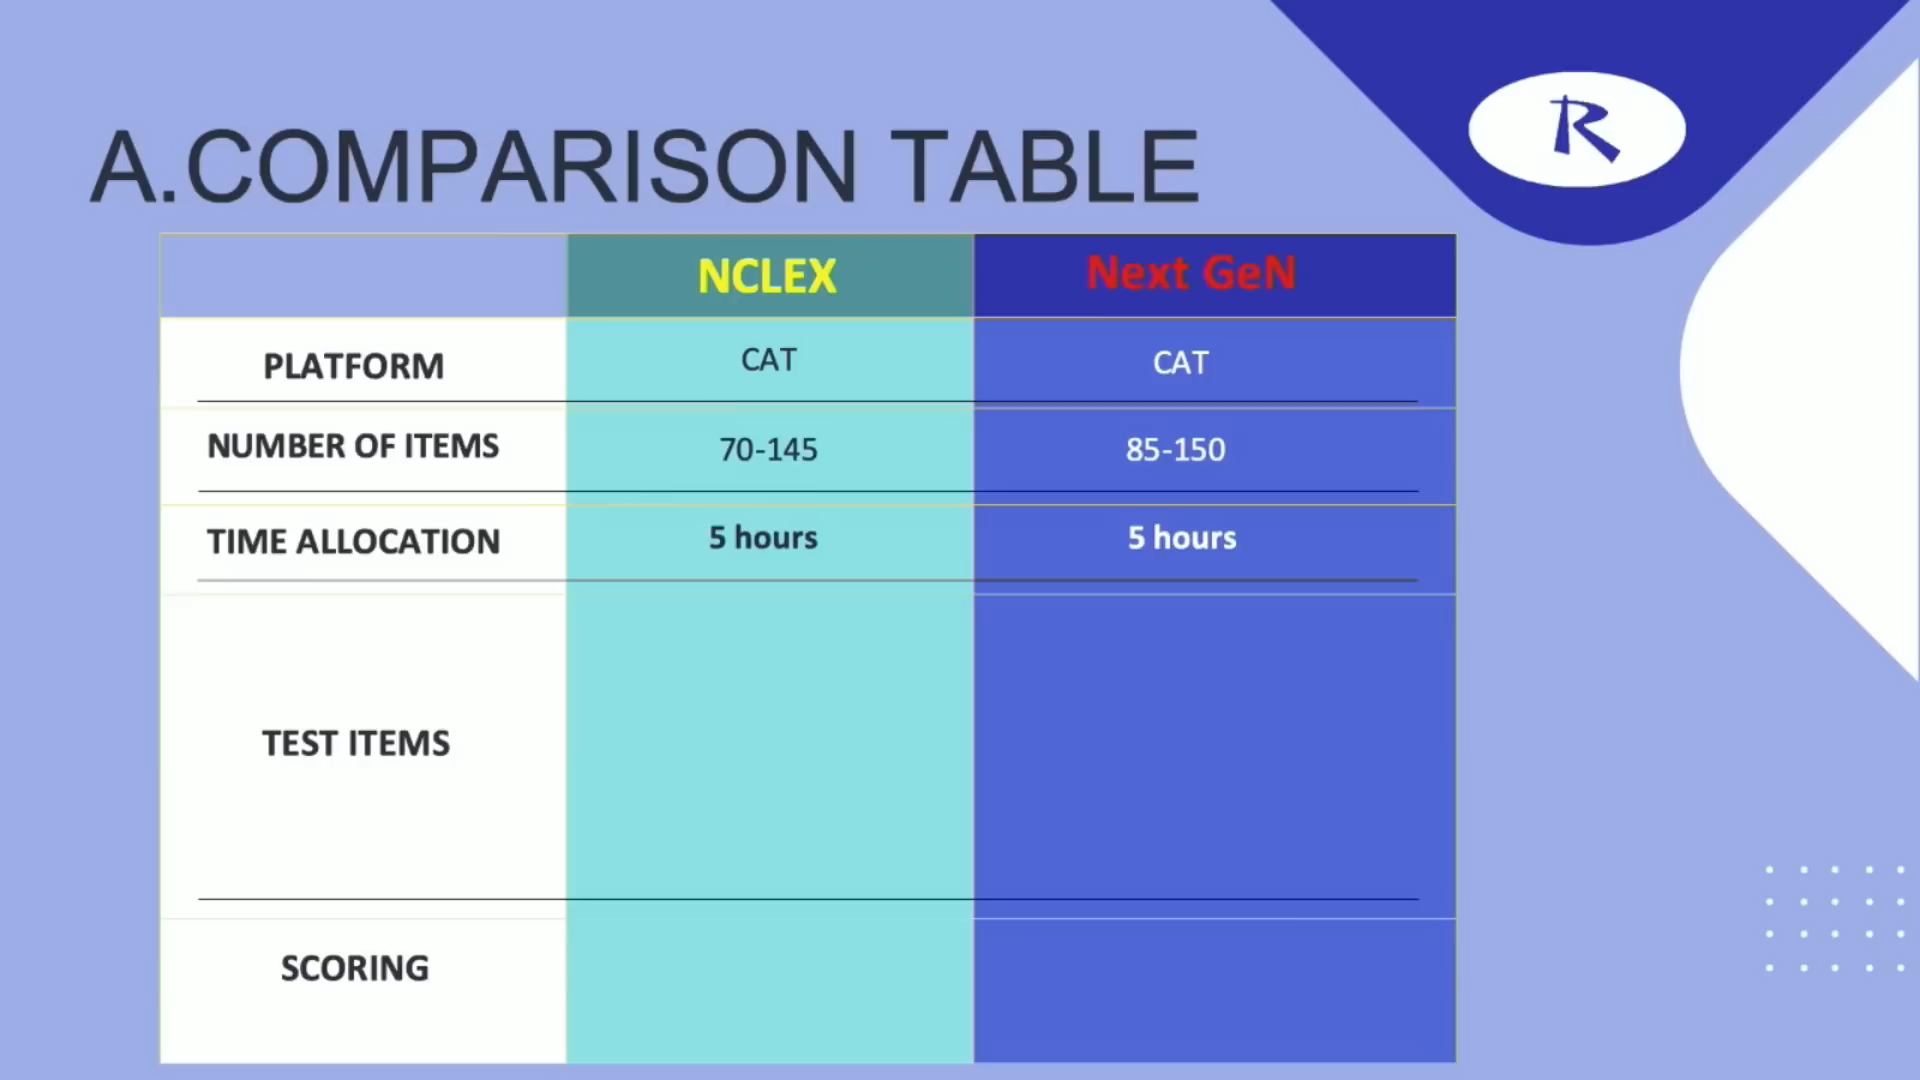 R
A.COMPARISON TABLE
NCLEX Next GeN
PLATFORM CAT CAT
NUMBER OF ITEMS 70-145 85-150
TIME ALLOCATION 5 hours 5 hours
TEST ITEMS
SCORING